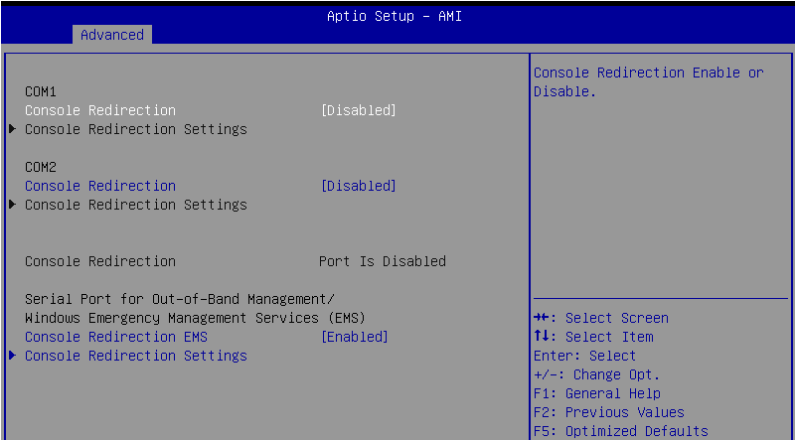 Aptio Setup – AMI
Advanced
COM1
Console Redirection [Disabled]
Console Redirection Settings
COM2
Console Redirection [Disabled]
Console Redirection Settings
Console Redirection Port Is Disabled
Serial Port for Out-of-Band Management/
Windows Emergency Management Services (EMS)
Console Redirection EMS [Enabled]
Console Redirection Settings
Console Redirection Enable or
Disable.
→←: Select Screen
↑↓: Select Item
Enter: Select
+/-: Change Opt.
F1: General Help
F2: Previous Values
F5: Optimized Defaults